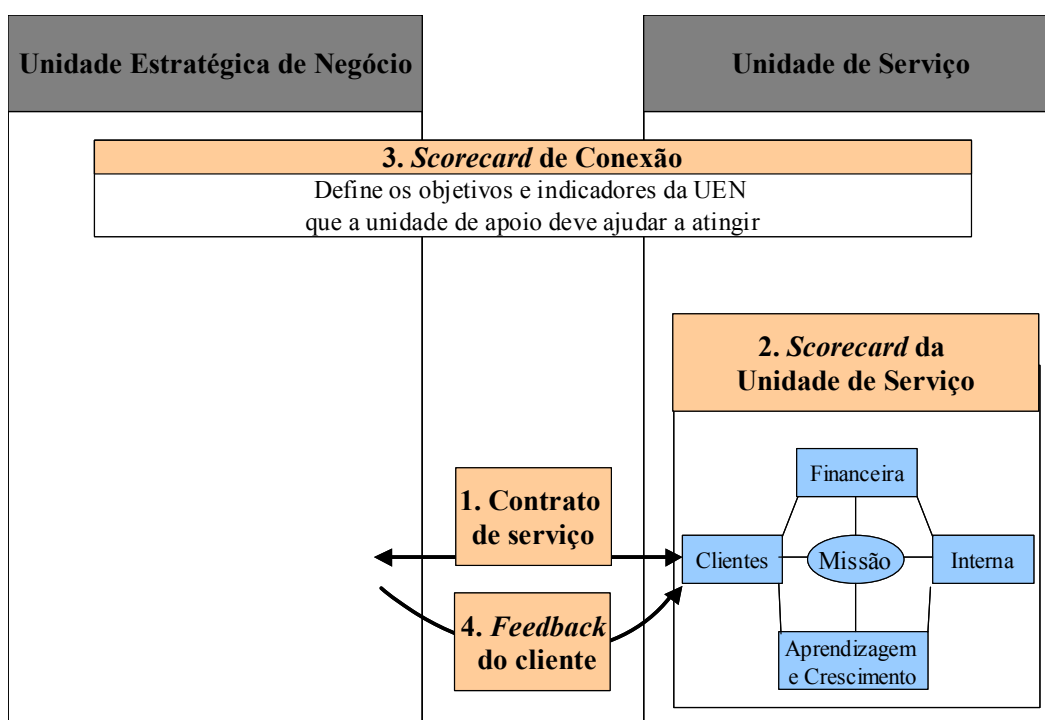 Unidade Estratégica de Negócio
Unidade de Serviço
3. Scorecard de Conexão
Define os objetivos e indicadores da UEN
que a unidade de apoio deve ajudar a atingir
2. Scorecard da
Unidade de Serviço
Financeira
1. Contrato
de serviço
Clientes
Missão
Interna
4. Feedback
do cliente
Aprendizagem
e Crescimento